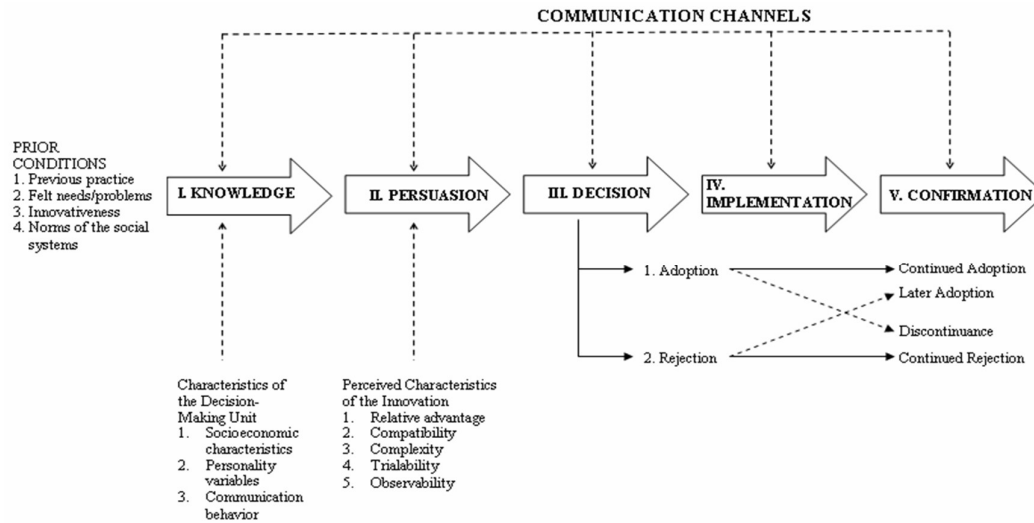 COMMUNICATION CHANNELS
PRIOR
CONDITIONS
1. Previous practice
2. Felt needs/problems
3. Innovativeness
4. Norms of the social
systems
I. KNOWLEDGE
II. PERSUASION
III. DECISION
IV.
IMPLEMENTATION
V. CONFIRMATION
1. Adoption
Continued Adoption
Later Adoption
Discontinuance
2. Rejection
Continued Rejection
Characteristics of
the Decision-
Making Unit
1. Socioeconomic
characteristics
2. Personality
variables
3. Communication
behavior
Perceived Characteristics
of the Innovation
1. Relative advantage
2. Compatibility
3. Complexity
4. Trialability
5. Observability